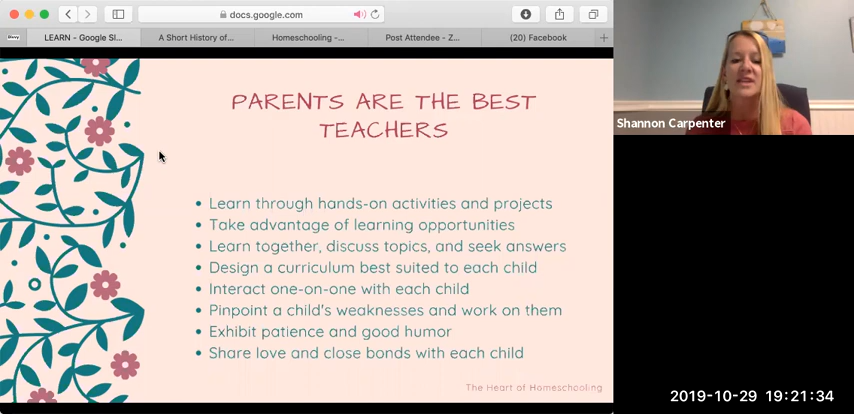 docs.google.com
LEARN - Google Sl...
A Short History of...
Homeschooling -...
Post Attendee - Z...
(20) Facebook
Shannon Carpenter
PARENTS ARE THE BEST
TEACHERS
• Learn through hands-on activities and projects
• Take advantage of learning opportunities
• Learn together, discuss topics, and seek answers
• Design a curriculum best suited to each child
• Interact one-on-one with each child
• Pinpoint a child's weaknesses and work on them
• Exhibit patience and good humor
• Share love and close bonds with each child
The Heart of Homeschooling
2019-10-29 19:21:34